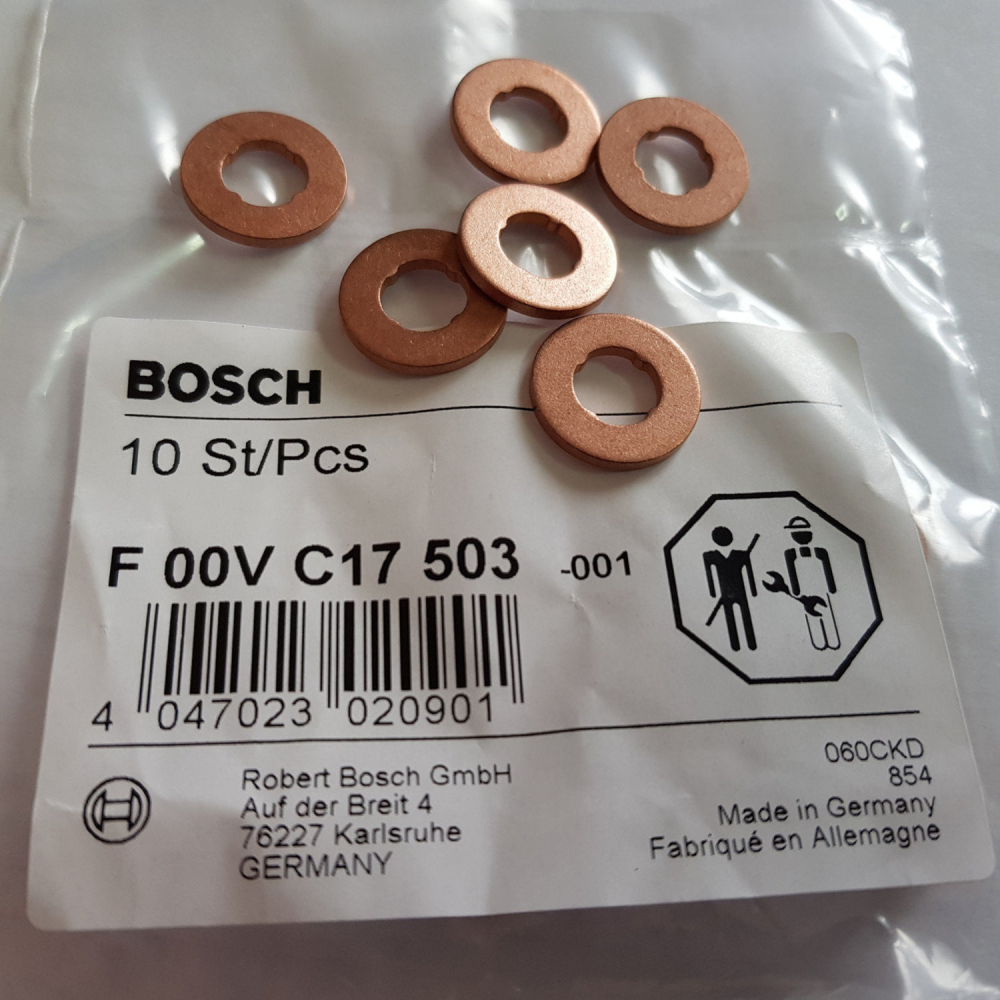 BOSCH
10 St/Pcs
F 00V C17 503 -001
4 047023 020901
Robert Bosch GmbH
Auf der Breit 4
76227 Karlsruhe
GERMANY
060CKD
854
Made in Germany
Fabriqué en Allemagne